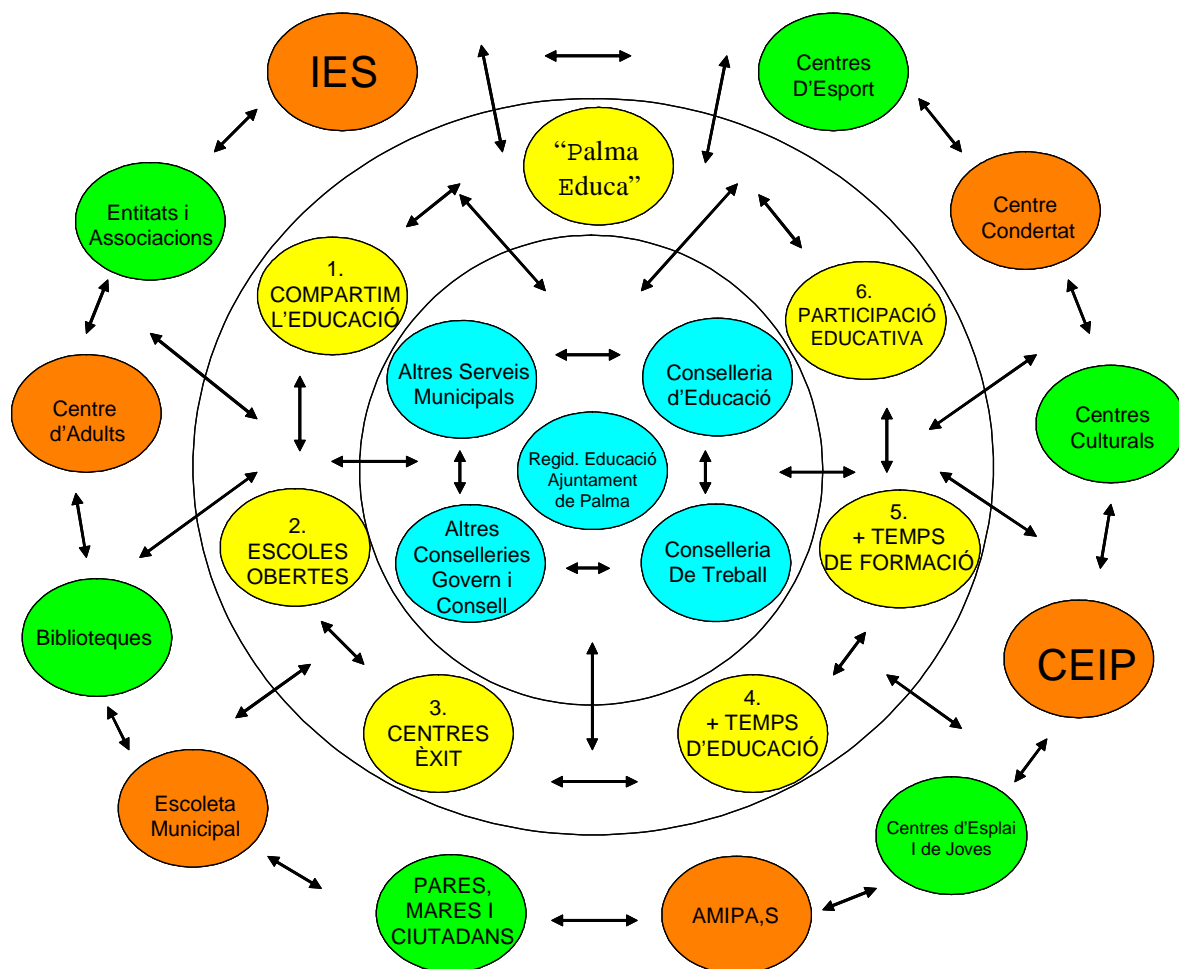 IES
Centres
D'Esport
"Palma
Educa"
Entitats i
Associacions
Centre
Condertat
1.
COMPARTIM
L'EDUCACIÓ
6.
PARTICIPACIÓ
EDUCATIVA
Altres Serveis
Municipals
Conselleria
d'Educació
Centre
d'Adults
Centres
Culturals
Regid. Educació
Ajuntament
de Palma
2.
ESCOLES
OBERTES
Altres
Conselleries
Govern i
Consell
Conselleria
De Treball
5.
+ TEMPS
DE FORMACIÓ
Biblioteques
CEIP
3.
CENTRES
ÈXIT
4.
+ TEMPS
D'EDUCACIÓ
Escoleta
Municipal
Centres d'Esplai
I de Joves
PARES,
MARES I
CIUTADANS
AMIPA,S